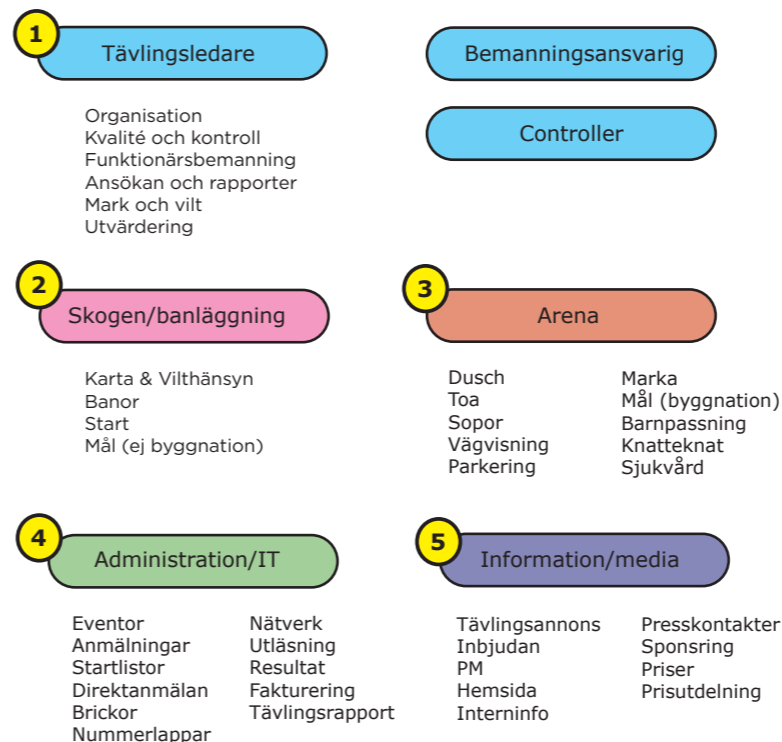 1
Tävlingsledare
Organisation
Kvalité och kontroll
Funktionärsbemanning
Ansökan och rapporter
Mark och vilt
Utvärdering
Bemanningsansvarig
Controller
2
Skogen/banläggning
Karta & Vilthänsyn
Banor
Start
Mål (ej byggnation)
3
Arena
Dusch
Toa
Sopor
Vägvisning
Parkering
Marka
Mål (byggnation)
Barnpassning
Knatteknat
Sjukvård
4
Administration/IT
Eventor
Anmälningar
Startlistor
Direktanmälan
Brickor
Nummerlappar
Nätverk
Utläsning
Resultat
Fakturering
Tävlingsrapport
5
Information/media
Tävlingsannons
Inbjudan
PM
Hemsida
Interninfo
Presskontakter
Sponsring
Priser
Prisutdelning